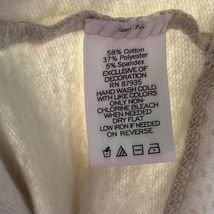 58% Cotton
37% Polyester
5% Spandex
EXCLUSIVE OF
DECORATION
RN 87935
HAND WASH COLD
WITH LIKE COLORS
ONLY NON-
CHLORINE BLEACH
WHEN NEEDED
DRY FLAT
LOW IRON IF NEEDED
ON REVERSE